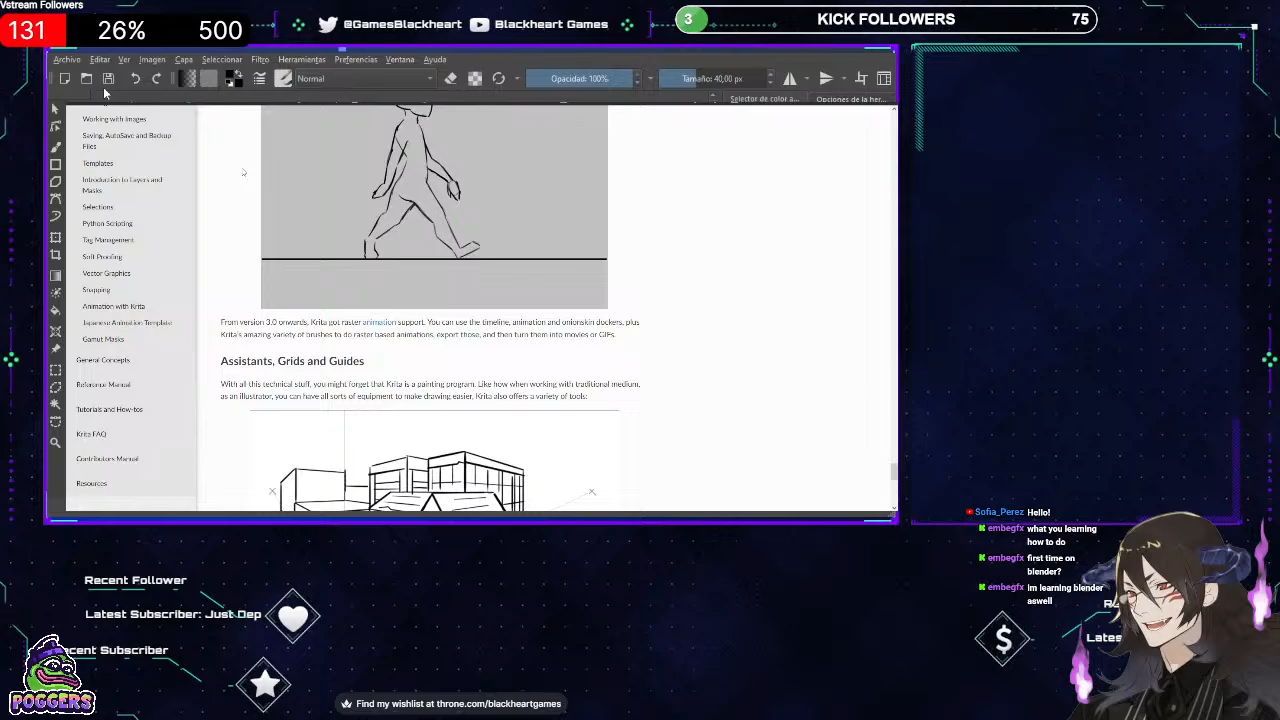 Vstream Followers
131 26% 500
@GamesBlackheart Blackheart Games
3 KICK FOLLOWERS 75
Archivo Editar Ver Imagen Capa Seleccionar Filtro Herramientas Preferencias Ventana Ayuda
Normal Opacidad: 100% Tamaño: 40,00 px
Selector de color a... Opciones de la her...
Working with Images
Saving, AutoSave and Backup
Files
Templates
Introduction to Layers and
Masks
Selections
Python Scripting
Tag Management
Soft Proofing
Vector Graphics
Snapping
Animation with Krita
Japanese Animation Template
Gamut Masks
General Concepts
Reference Manual
Tutorials and How-tos
Krita FAQ
Contributors Manual
Resources
From version 3.0 onwards, Krita got raster animation support. You can use the timeline, animation and onionskin dockers, plus
Krita's amazing variety of brushes to do raster based animations, export those, and then turn them into movies or GIFs.
Assistants, Grids and Guides
With all this technical stuff, you might forget that Krita is a painting program. Like how when working with traditional medium,
as an illustrator, you can have all sorts of equipment to make drawing easier, Krita also offers a variety of tools:
Sofia_Perez Hello!
embegfx what you learning
how to do
embegfx first time on
blender?
embegfx Im learning blender
aswell
Recent Follower
Latest Subscriber: Just Dep
cent Subscriber
Lates
$
POGGERS
Find my wishlist at throne.com/blackheartgames